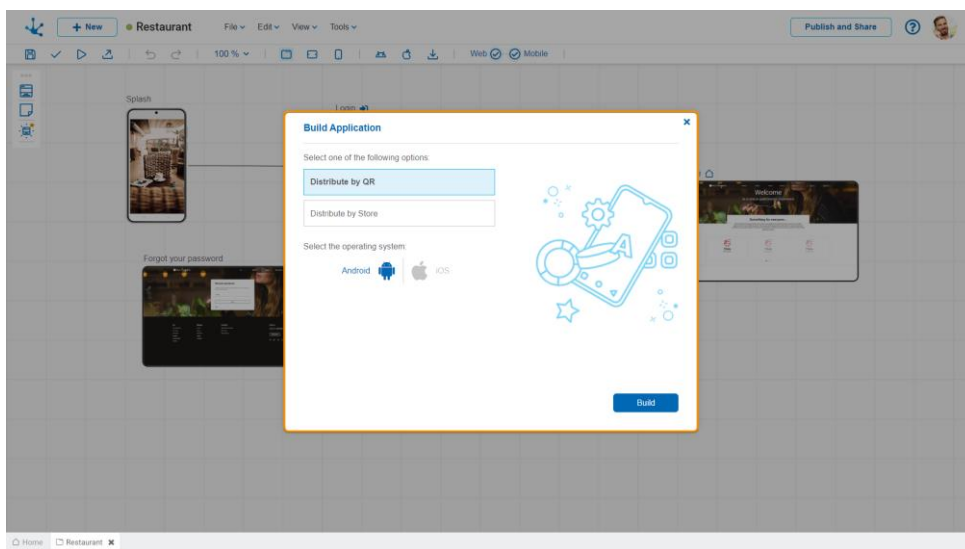 + New
Restaurant
File
Edit
View
Tools
Publish and Share
?
100 %
Web
Mobile
Splash
Login
Build Application
Select one of the following options:
Distribute by QR
Distribute by Store
Select the operating system:
Android
iOS
Build
Forgot your password
Welcome
Home
Restaurant